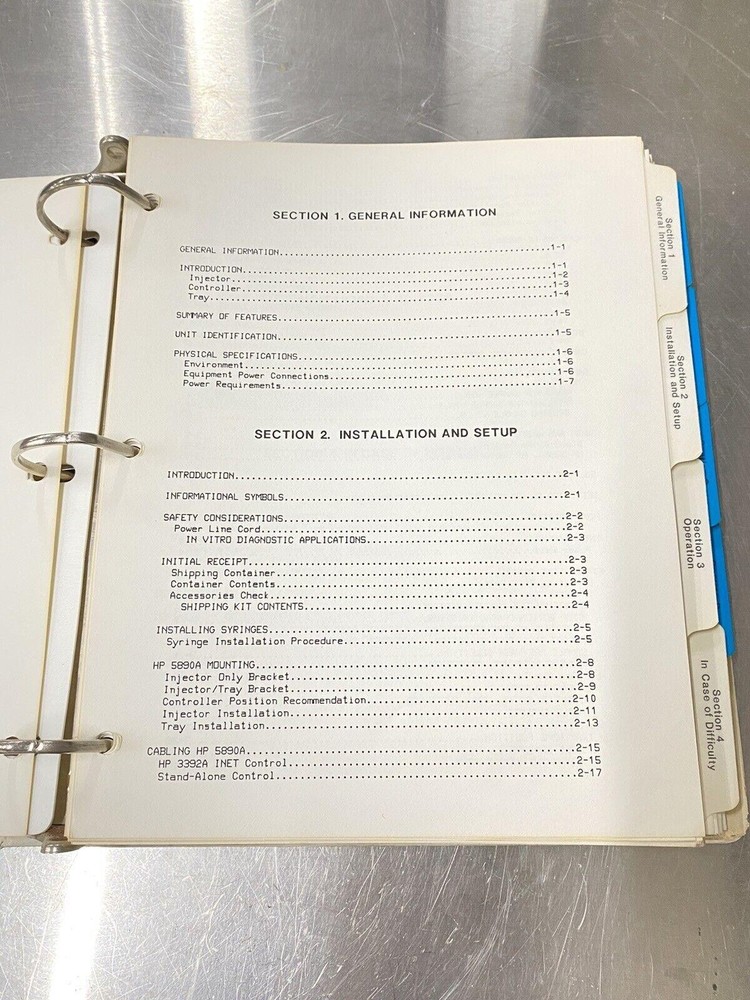 SECTION 1. GENERAL INFORMATION
GENERAL INFORMATION..................................................1-1
INTRODUCTION.........................................................1-1
Injector...........................................................1-2
Controller.........................................................1-3
Tray...............................................................1-4
SUMMARY OF FEATURES..................................................1-5
UNIT IDENTIFICATION..................................................1-5
PHYSICAL SPECIFICATIONS..............................................1-6
Environment........................................................1-6
Equipment Power Connections........................................1-6
Power Requirements.................................................1-7
SECTION 2. INSTALLATION AND SETUP
INTRODUCTION.........................................................2-1
INFORMATIONAL SYMBOLS................................................2-1
SAFETY CONSIDERATIONS................................................2-2
Power Line Cord....................................................2-2
IN VITRO DIAGNOSTIC APPLICATIONS.................................2-3
INITIAL RECEIPT......................................................2-3
Shipping Container.................................................2-3
Container Contents.................................................2-3
Accessories Check..................................................2-4
SHIPPING KIT CONTENTS............................................2-4
INSTALLING SYRINGES..................................................2-5
Syringe Installation Procedure.....................................2-5
HP 5890A MOUNTING....................................................2-8
Injector Only Bracket..............................................2-8
Injector/Tray Bracket..............................................2-9
Controller Position Recommendation.................................2-10
Injector Installation..............................................2-11
Tray Installation..................................................2-13
CABLING HP 5890A.....................................................2-15
HP 3392A INET Control..............................................2-15
Stand-Alone Control................................................2-17
Section 1
General Information
Section 2
Installation and Setup
Section 3
Operation
Section 4
In Case of Difficulty